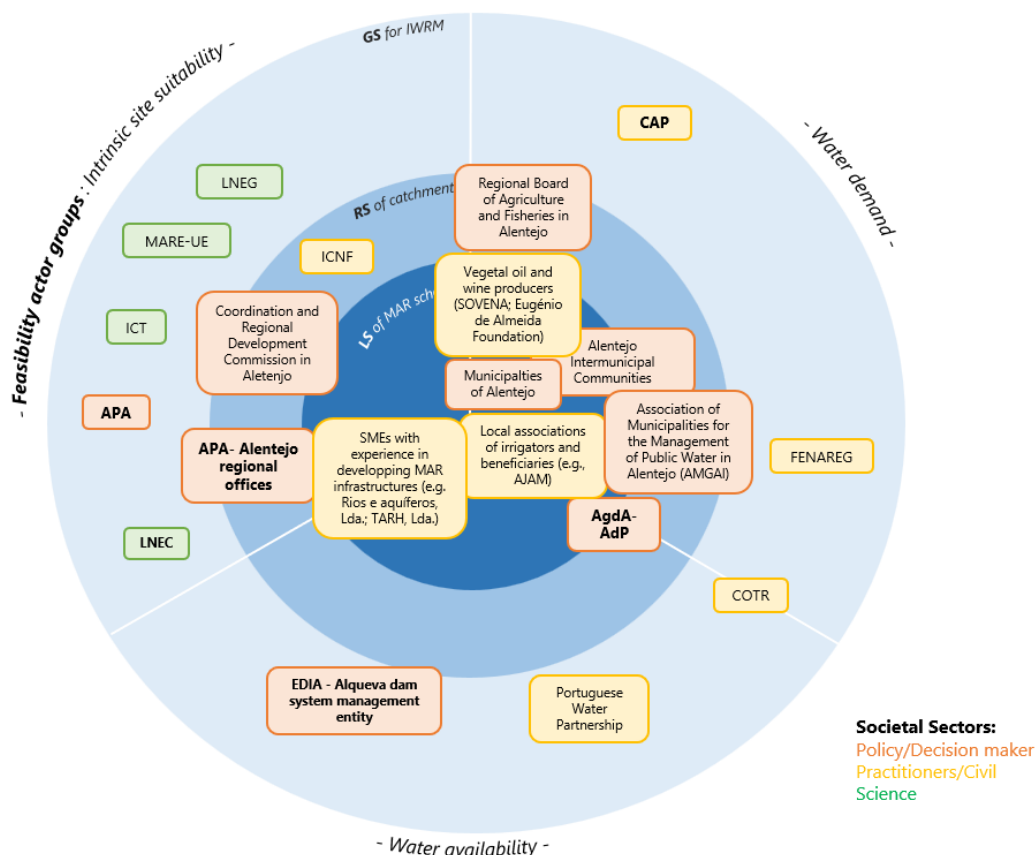 GS for IWRM
- Feasibility actor groups : Intrinsic site suitability -
- Water demand -
CAP
LNEG
RS of catchment
Regional Board
of Agriculture
and Fisheries in
Alentejo
MARE-UE
ICNF
Vegetal oil and
wine producers
(SOVENA; Eugénio
de Almeida
Foundation)
LS of MAR sche
ICT
Coordination and
Regional
Development
Commission in
Aletenjo
Alentejo
Intermunicipal
Communities
Municipalties
of Alentejo
APA
Association of
Municipalities for
the Management
of Public Water in
Alentejo (AMGAI)
APA- Alentejo
regional
offices
SMEs with
experience in
developping MAR
infrastructures (e.g.
Rios e aquíferos,
Lda.; TARH, Lda.)
Local associations
of irrigators and
beneficiaries (e.g.,
AJAM)
FENAREG
LNEC
AgdA-
AdP
COTR
EDIA - Alqueva dam
system management
entity
Portuguese
Water
Partnership
- Water availability -
Societal Sectors:
Policy/Decision maker
Practitioners/Civil
Science